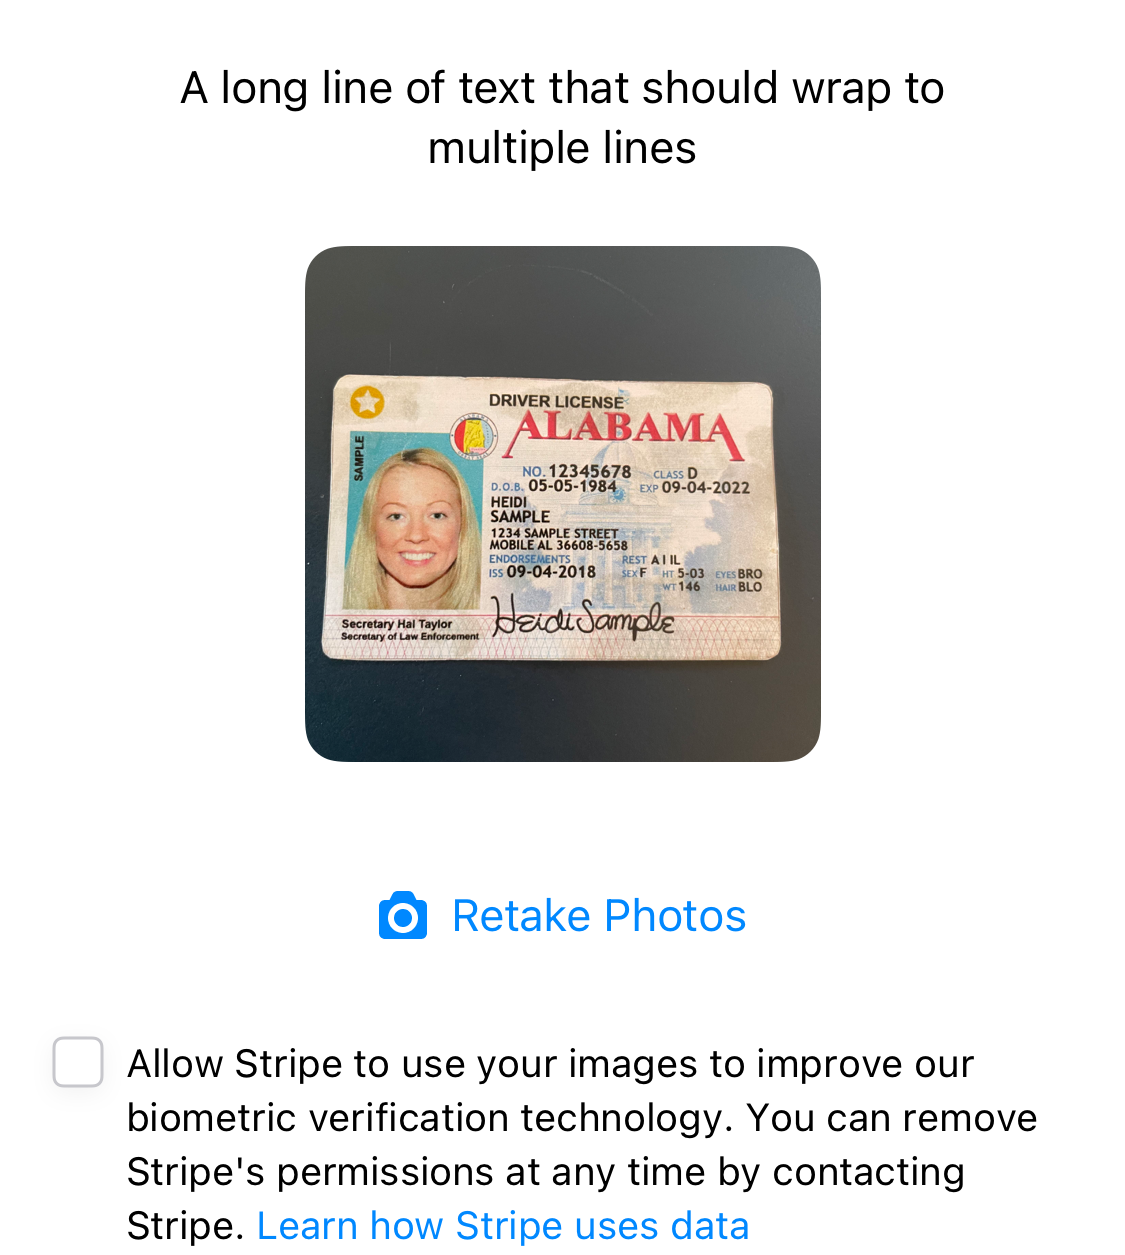 A long line of text that should wrap to
multiple lines
DRIVER LICENSE
ALABAMA
SAMPLE
NO. 12345678 CLASS D
D.O.B. 05-05-1984 EXP 09-04-2022
HEIDI
SAMPLE
1234 SAMPLE STREET
MOBILE AL 36608-5658
ENDORSEMENTS REST A I IL
ISS 09-04-2018 SEX F HT 5-03 EYES BRO
WT 146 HAIR BLO
Heidi Sample
Secretary Hal Taylor
Secretary of Law Enforcement
Retake Photos
Allow Stripe to use your images to improve our
biometric verification technology. You can remove
Stripe's permissions at any time by contacting
Stripe. Learn how Stripe uses data